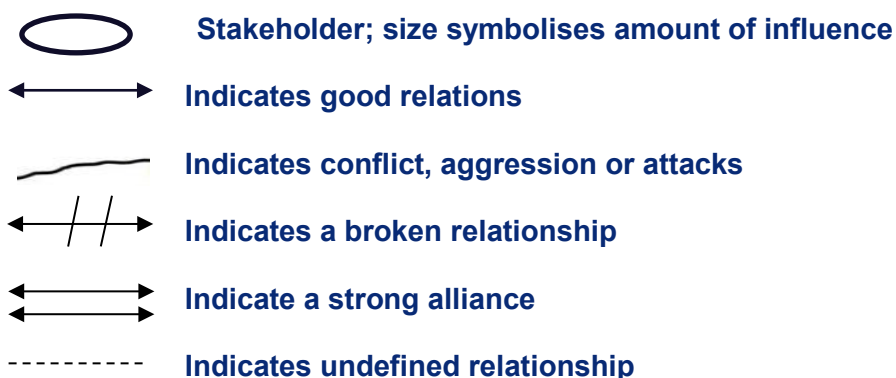 Stakeholder; size symbolises amount of influence
Indicates good relations
Indicates conflict, aggression or attacks
Indicates a broken relationship
Indicate a strong alliance
Indicates undefined relationship